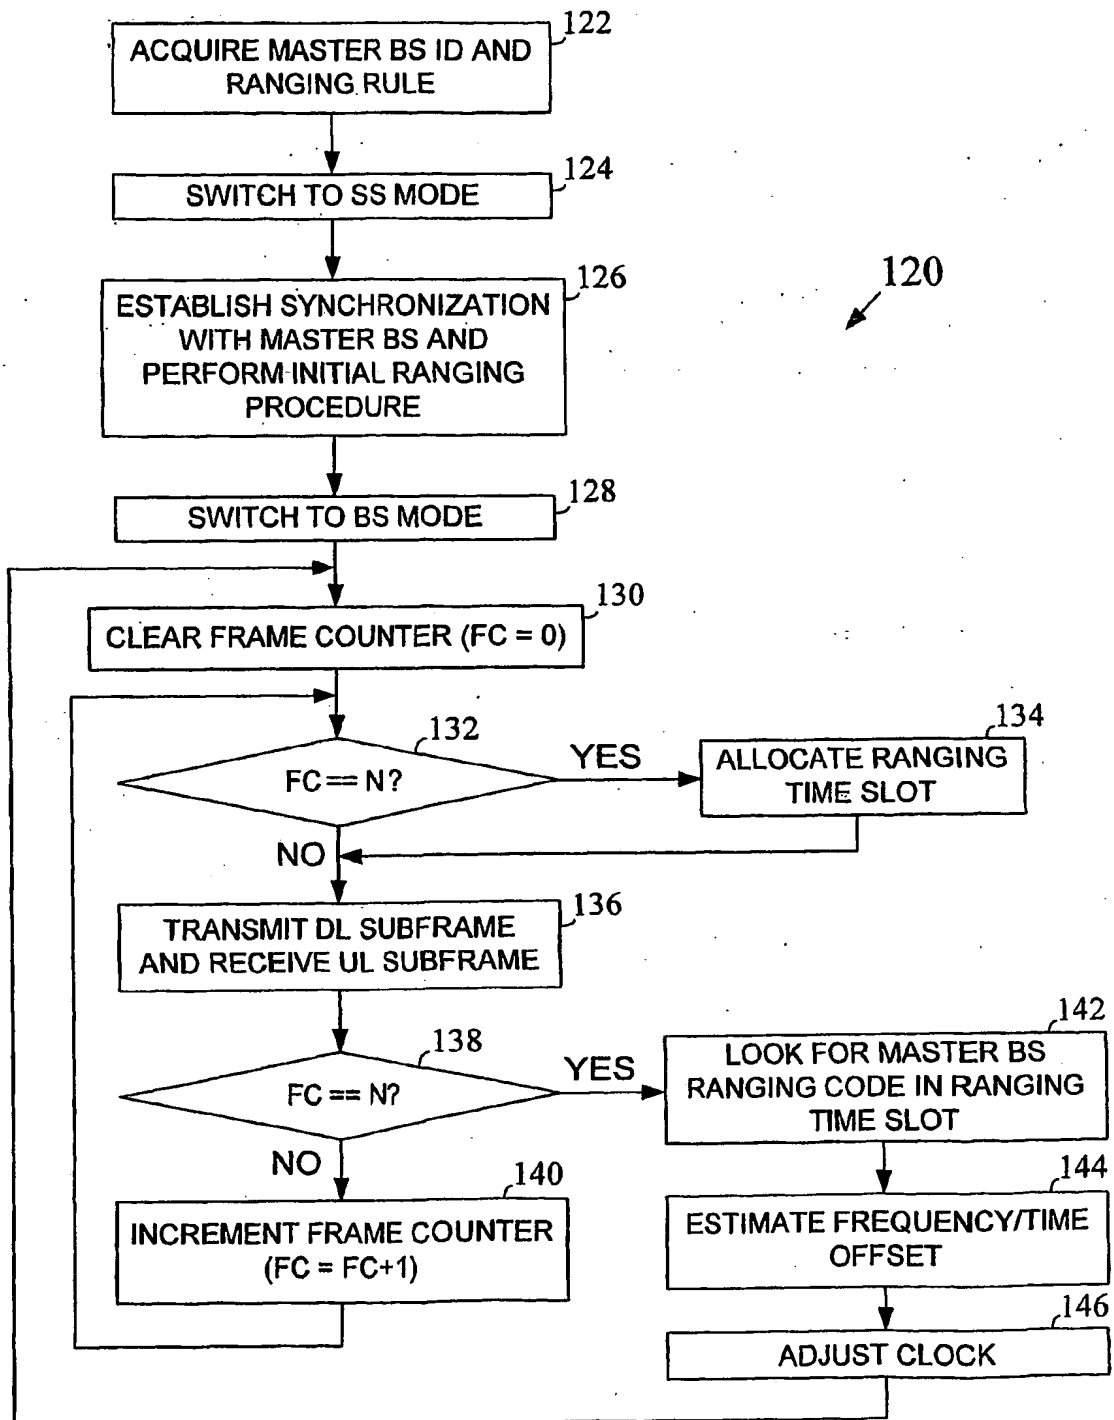 122
ACQUIRE MASTER BS ID AND
RANGING RULE
124
SWITCH TO SS MODE
126
ESTABLISH SYNCHRONIZATION
WITH MASTER BS AND
PERFORM INITIAL RANGING
PROCEDURE
120
128
SWITCH TO BS MODE
130
CLEAR FRAME COUNTER (FC = 0)
132
FC == N?
YES
134
ALLOCATE RANGING
TIME SLOT
NO
136
TRANSMIT DL SUBFRAME
AND RECEIVE UL SUBFRAME
138
FC == N?
YES
142
LOOK FOR MASTER BS
RANGING CODE IN RANGING
TIME SLOT
NO
140
INCREMENT FRAME COUNTER
(FC = FC+1)
144
ESTIMATE FREQUENCY/TIME
OFFSET
146
ADJUST CLOCK